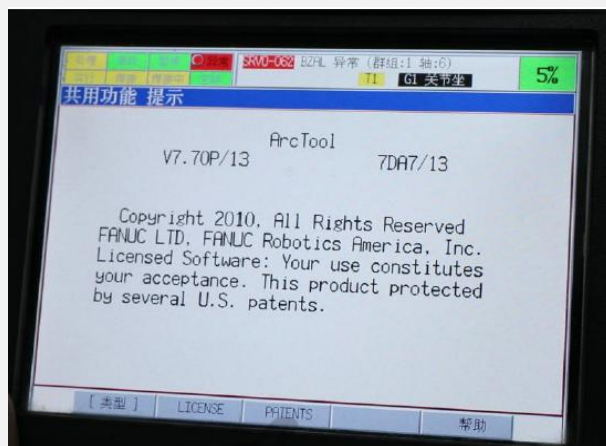 SRVO-062 BZAL 异常 (群组:1 轴:6)
T1 G1 关节坐 5%
共用功能 提示
ArcTool
V7.70P/13 7DA7/13
Copyright 2010, All Rights Reserved
FANUC LTD, FANUC Robotics America, Inc.
Licensed Software: Your use constitutes
your acceptance. This product protected
by several U.S. patents.
[ 类型 ] LICENSE PATENTS 帮助